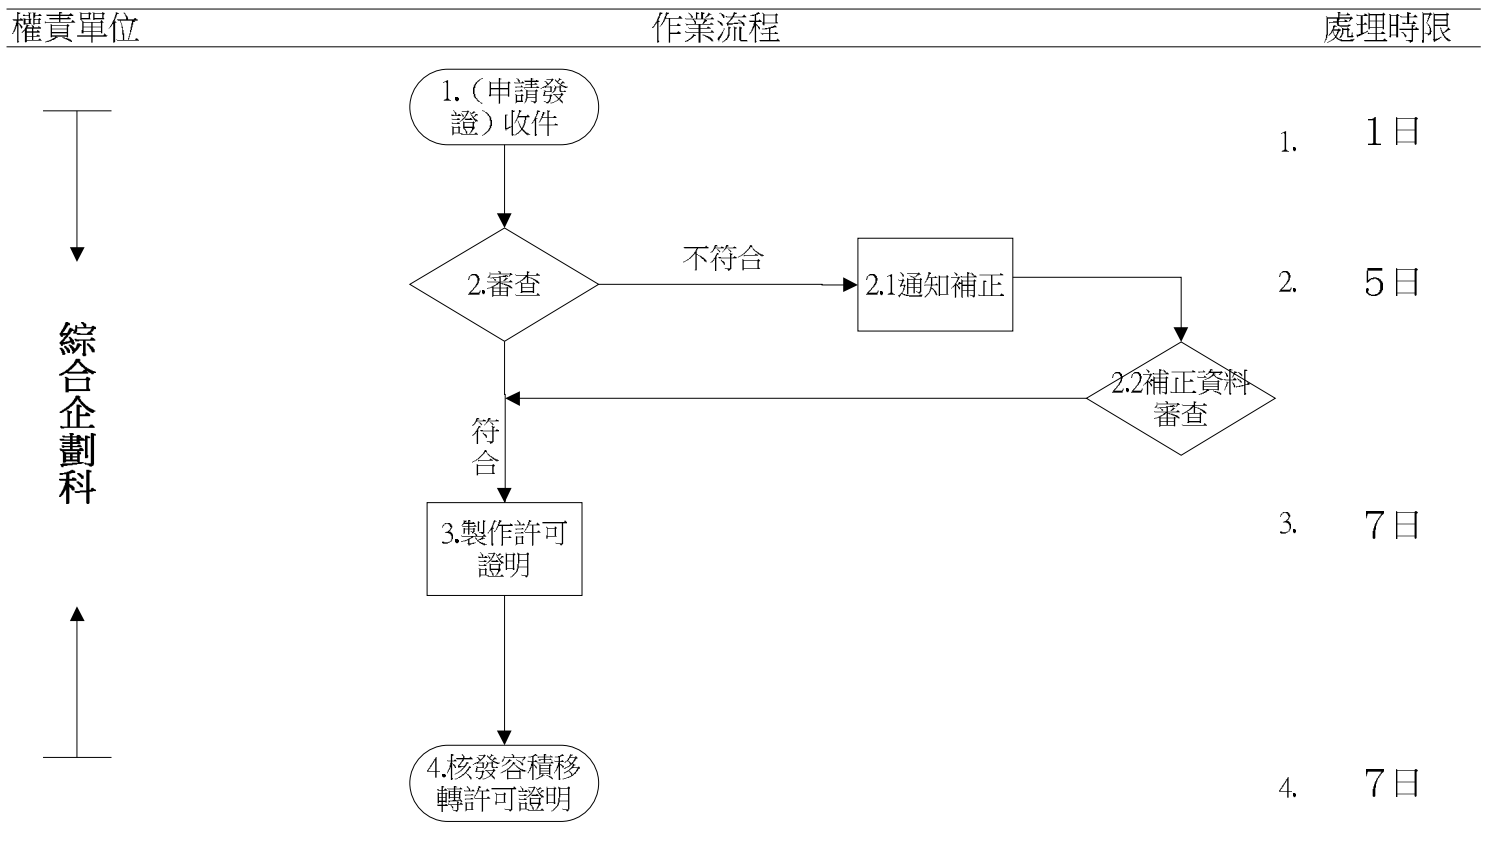 權責單位
作業流程
處理時限
1.（申請發
證）收件
1. 1日
2.審查
不符合
2.1通知補正
2. 5日
綜合企劃科
2.2補正資料
審查
符
合
3.製作許可
證明
3. 7日
4.核發容積移
轉許可證明
4. 7日